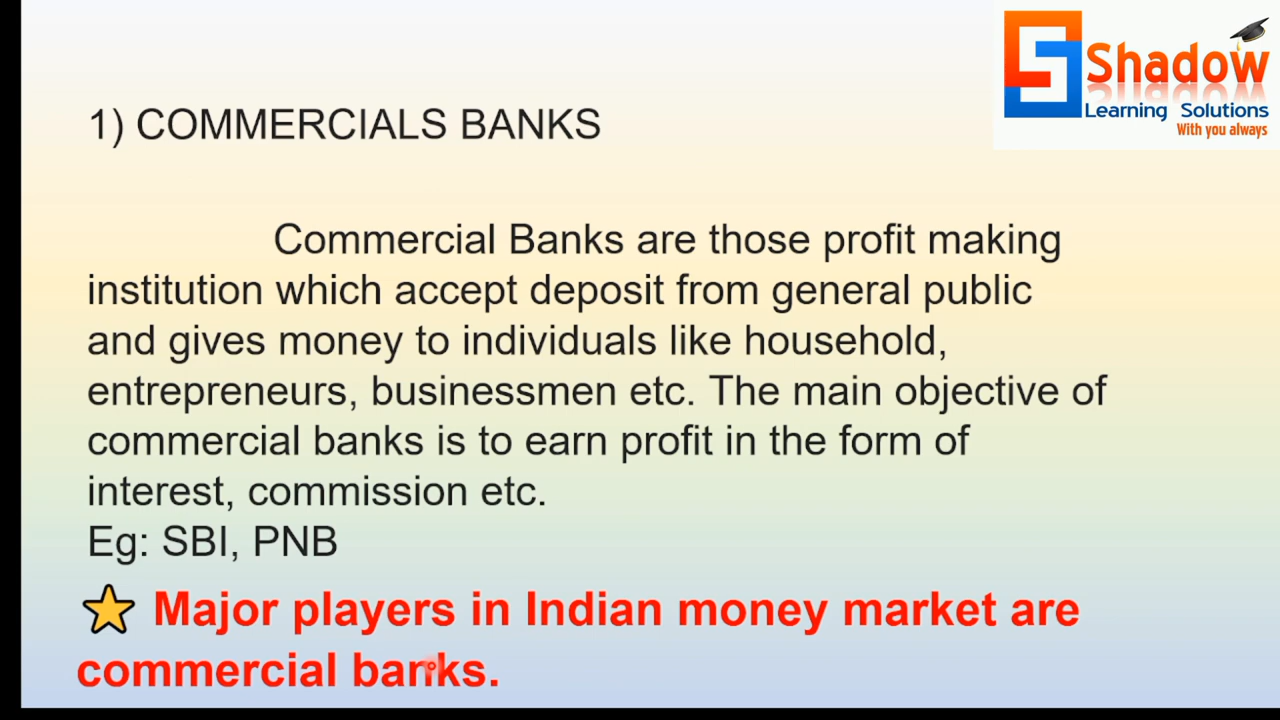 Shadow
Learning Solutions
With you always
1) COMMERCIALS BANKS
Commercial Banks are those profit making
institution which accept deposit from general public
and gives money to individuals like household,
entrepreneurs, businessmen etc. The main objective of
commercial banks is to earn profit in the form of
interest, commission etc.
Eg: SBI, PNB
Major players in Indian money market are
commercial banks.